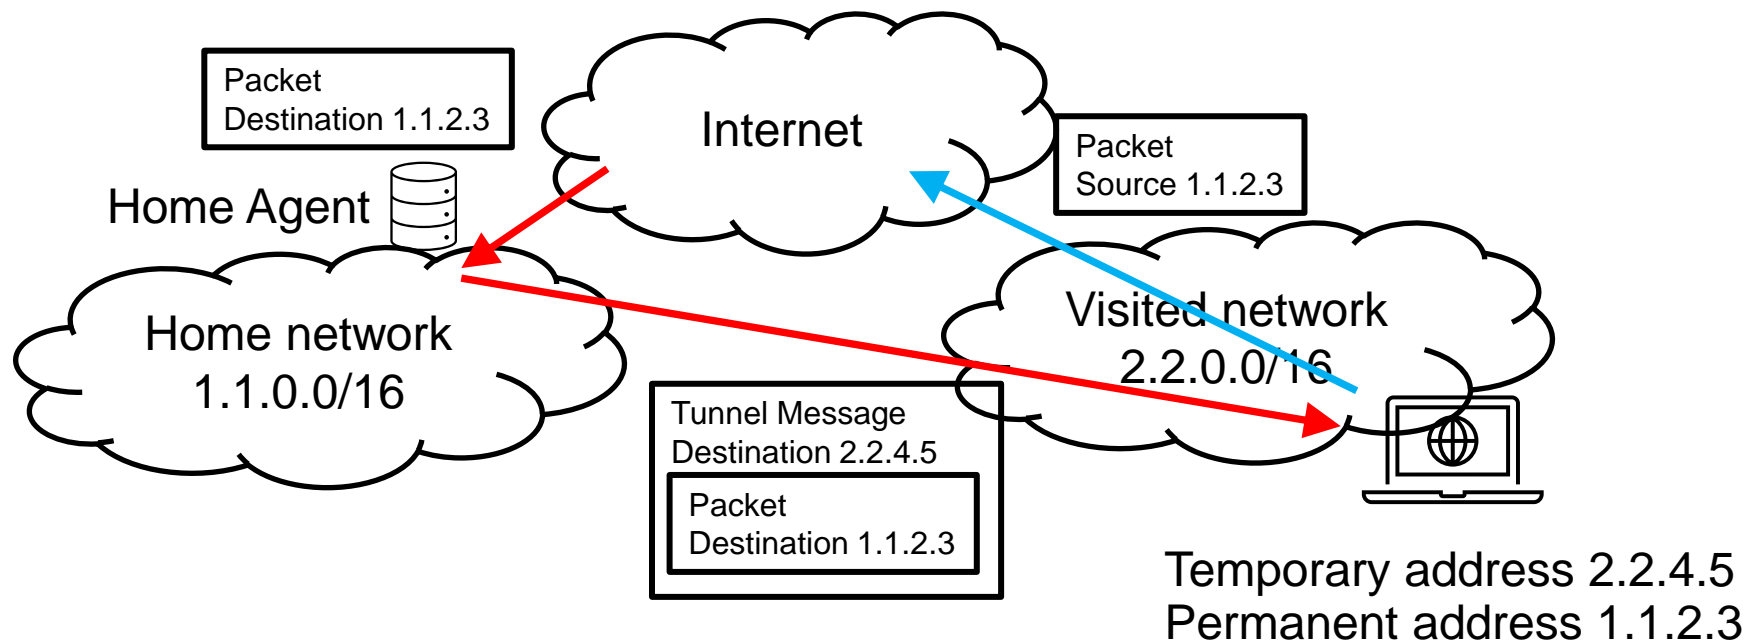 Packet
Destination 1.1.2.3
Internet
Packet
Source 1.1.2.3
Home Agent
Home network
1.1.0.0/16
Visited network
2.2.0.0/16
Tunnel Message
Destination 2.2.4.5
Packet
Destination 1.1.2.3
Temporary address 2.2.4.5
Permanent address 1.1.2.3